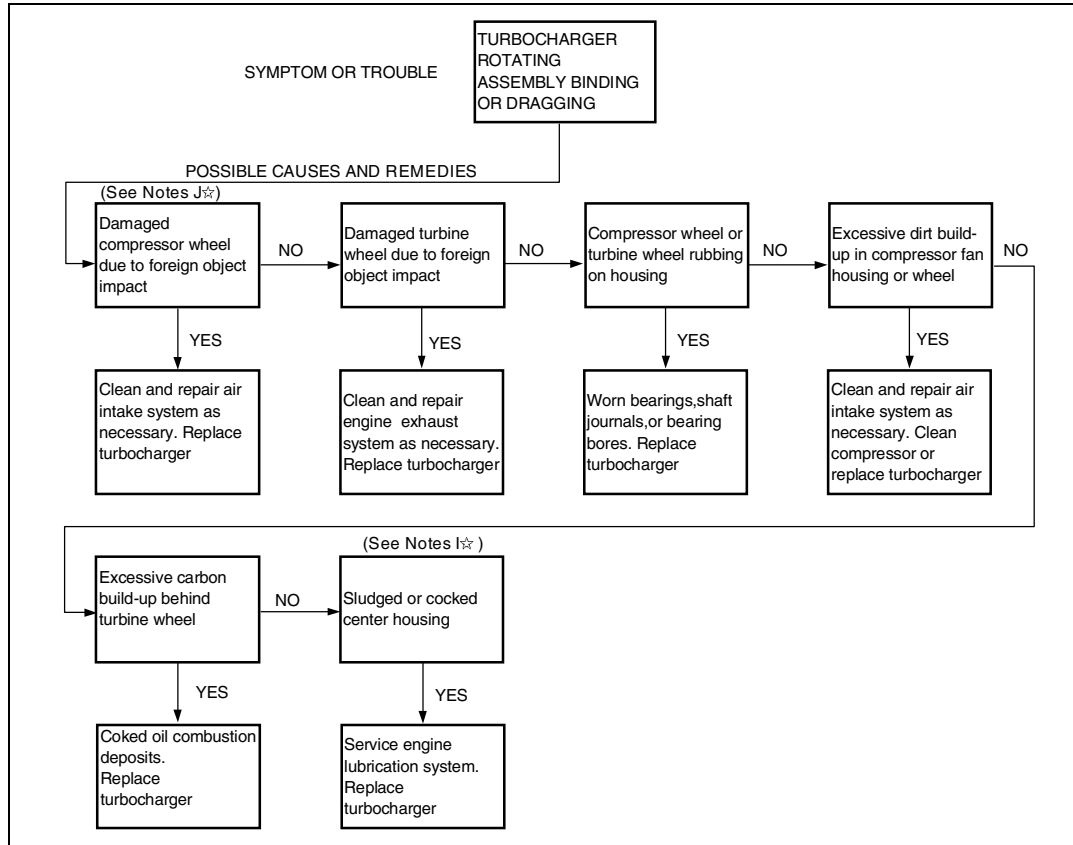 SYMPTOM OR TROUBLE
TURBOCHARGER
ROTATING
ASSEMBLY BINDING
OR DRAGGING
POSSIBLE CAUSES AND REMEDIES
(See Notes J☆)
Damaged
compressor wheel
due to foreign object
impact
NO
Damaged turbine
wheel due to foreign
object impact
NO
Compressor wheel or
turbine wheel rubbing
on housing
NO
Excessive dirt build-
up in compressor fan
housing or wheel
NO
YES
YES
YES
YES
Clean and repair air
intake system as
necessary. Replace
turbocharger
Clean and repair
engine exhaust
system as necessary.
Replace turbocharger
Worn bearings,shaft
journals,or bearing
bores. Replace
turbocharger
Clean and repair air
intake system as
necessary. Clean
compressor or
replace turbocharger
(See Notes I☆ )
Excessive carbon
build-up behind
turbine wheel
NO
Sludged or cocked
center housing
YES
YES
Coked oil combustion
deposits.
Replace
turbocharger
Service engine
lubrication system.
Replace
turbocharger